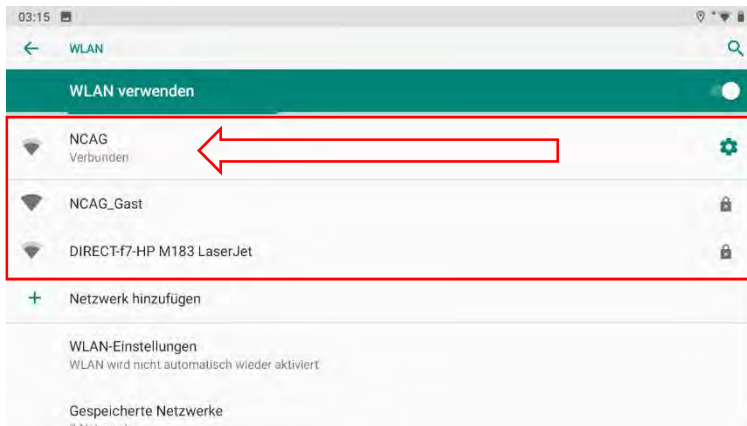 03:15
WLAN
WLAN verwenden
NCAG
Verbunden
NCAG_Gast
DIRECT-f7-HP M183 LaserJet
Netzwerk hinzufügen
WLAN-Einstellungen
WLAN wird nicht automatisch wieder aktiviert
Gespeicherte Netzwerke